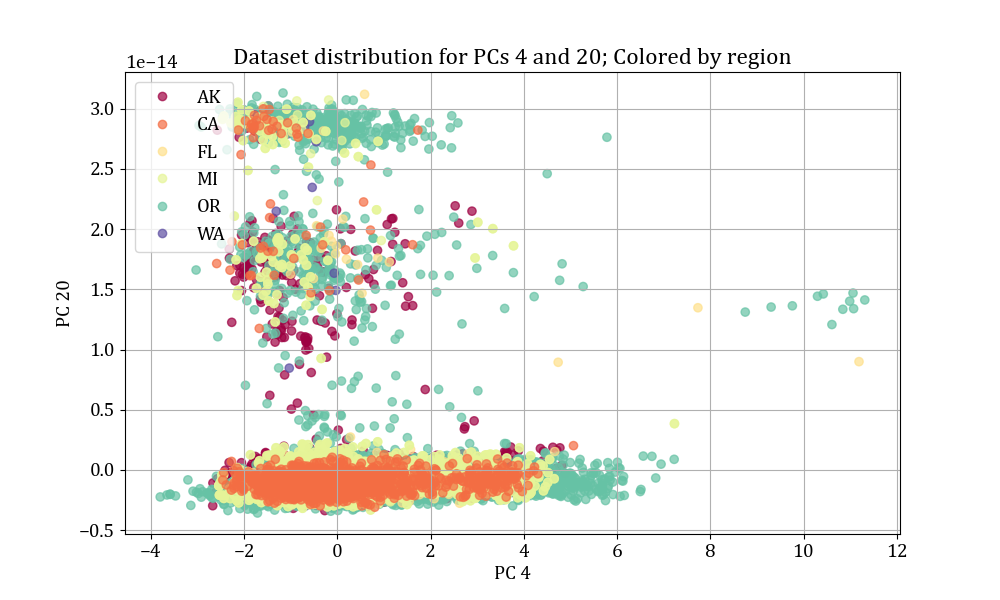 Dataset distribution for PCs 4 and 20; Colored by region
1e−14
AK
CA
FL
MI
OR
WA
3.0
2.5
2.0
1.5
1.0
0.5
0.0
−0.5
PC 20
−4
−2
0
2
4
6
8
10
12
PC 4